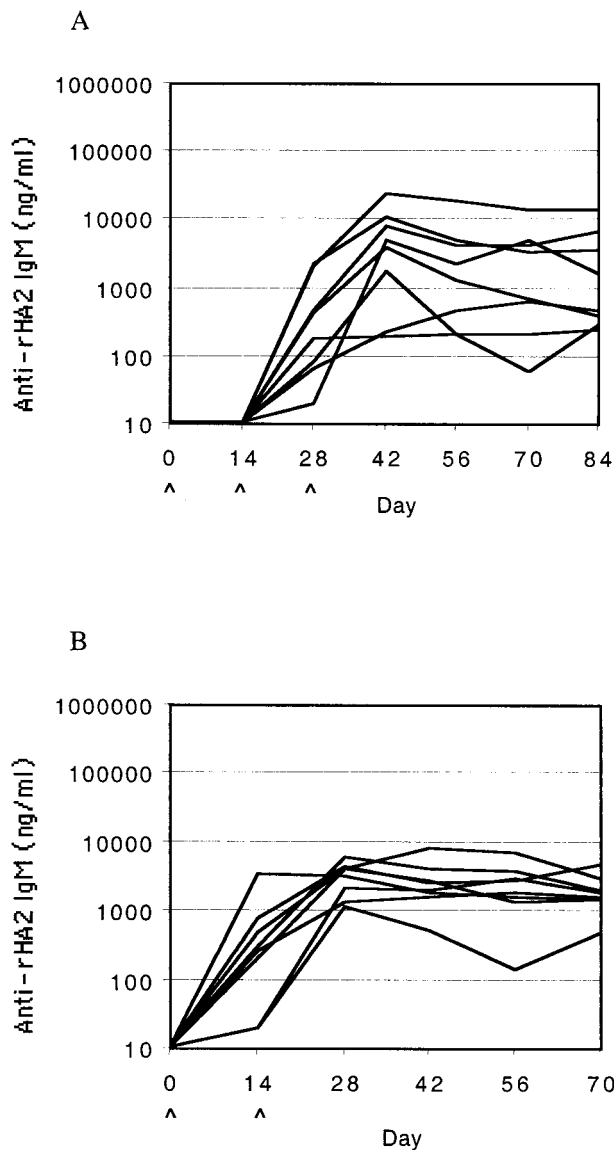 A
1000000
100000
10000
1000
100
10
Anti-rHA2 IgM (ng/ml)
0 14 28 42 56 70 84
^ ^ ^
Day
B
1000000
100000
10000
1000
100
10
Anti-rHA2 IgM (ng/ml)
0 14 28 42 56 70
^ ^
Day